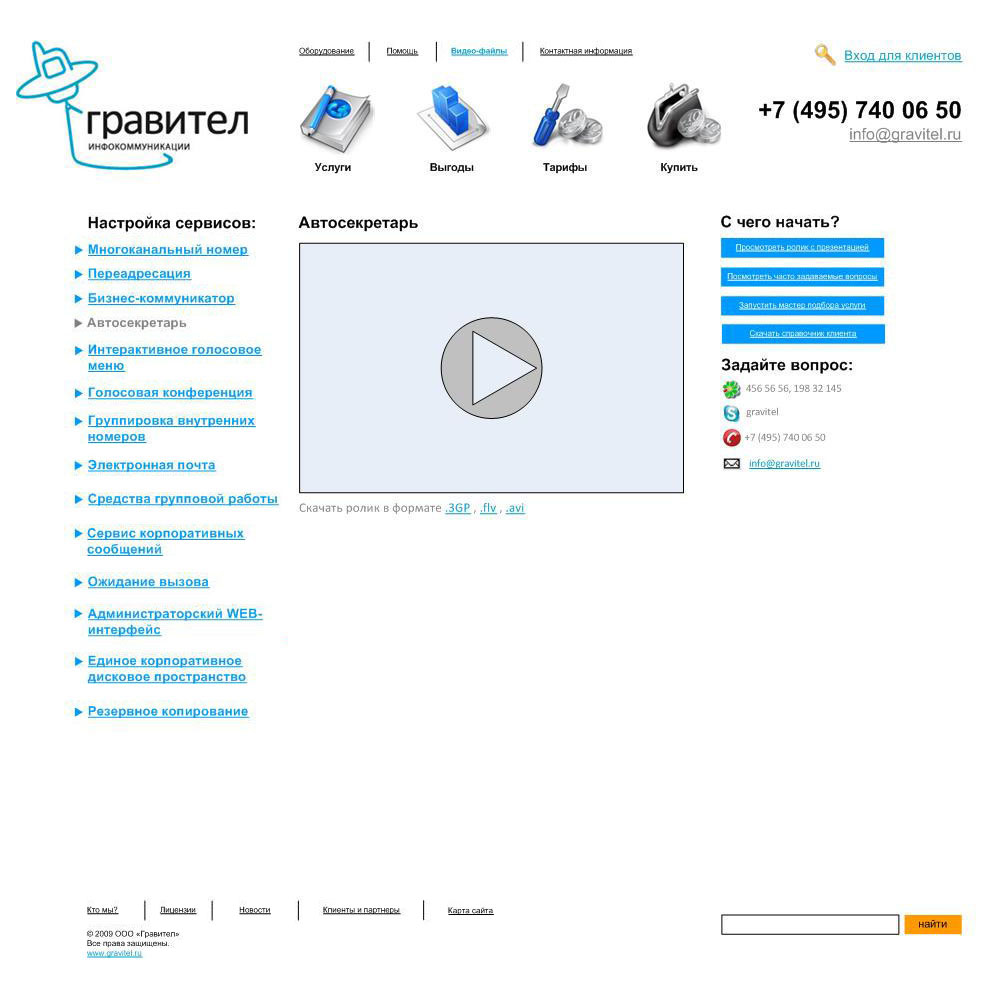 Оборудование
Помощь
Видео-файлы
Контактная информация
Вход для клиентов
гравител
ИНФОКОММУНИКАЦИИ
+7 (495) 740 06 50
info@gravitel.ru
Услуги
Выгоды
Тарифы
Купить
Настройка сервисов:
Многоканальный номер
Переадресация
Бизнес-коммуникатор
Автосекретарь
Интерактивное голосовое
меню
Голосовая конференция
Группировка внутренних
номеров
Электронная почта
Средства групповой работы
Сервис корпоративных
сообщений
Ожидание вызова
Администраторский WEB-
интерфейс
Единое корпоративное
дисковое пространство
Резервное копирование
Автосекретарь
Скачать ролик в формате .3GP , .flv , .avi
С чего начать?
Просмотреть ролик с презентацией
Посмотреть часто задаваемые вопросы
Запустить мастер подбора услуги
Скачать справочник клиента
Задайте вопрос:
456 56 56, 198 32 145
gravitel
+7 (495) 740 06 50
info@gravitel.ru
Кто мы?
Лицензии
Новости
Клиенты и партнеры
Карта сайта
© 2009 ООО «Гравител»
Все права защищены.
www.gravitel.ru
найти